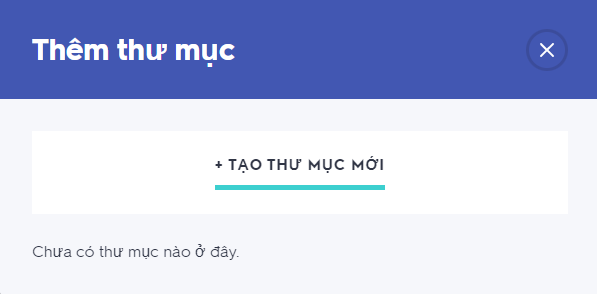 Thêm thư mục
+ TẠO THƯ MỤC MỚI
Chưa có thư mục nào ở đây.